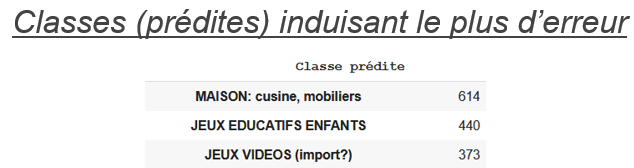 Classes (prédites) induisant le plus d’erreur
Classe prédite
MAISON: cusine, mobiliers 614
JEUX EDUCATIFS ENFANTS 440
JEUX VIDEOS (import?) 373